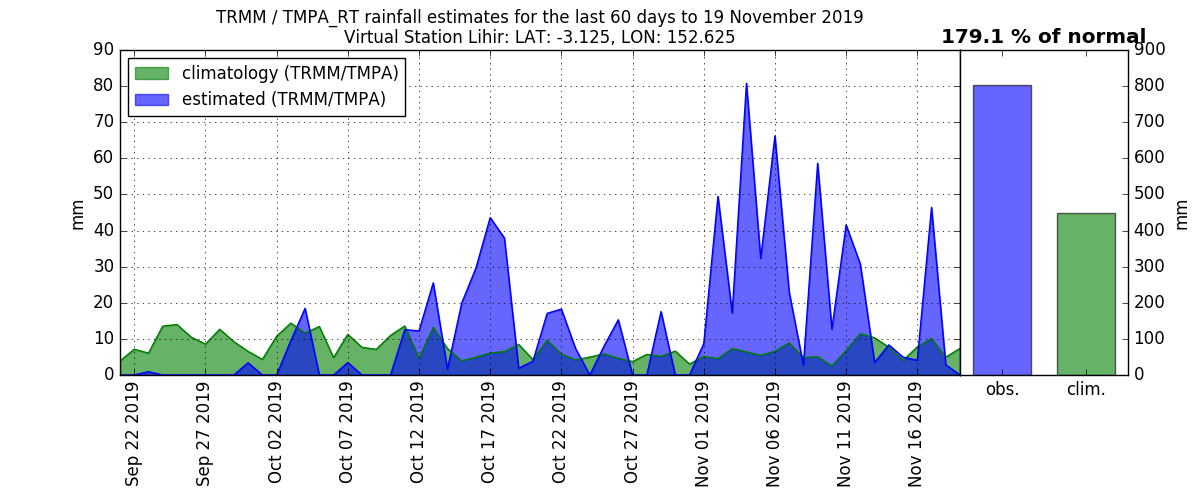 TRMM / TMPA_RT rainfall estimates for the last 60 days to 19 November 2019
Virtual Station Lihir: LAT: -3.125, LON: 152.625
179.1 % of normal
climatology (TRMM/TMPA)
estimated (TRMM/TMPA)
mm
90
80
70
60
50
40
30
20
10
0
Sep 22 2019
Sep 27 2019
Oct 02 2019
Oct 07 2019
Oct 12 2019
Oct 17 2019
Oct 22 2019
Oct 27 2019
Nov 01 2019
Nov 06 2019
Nov 11 2019
Nov 16 2019
obs.
clim.
900
800
700
600
500
400
300
200
100
0
mm